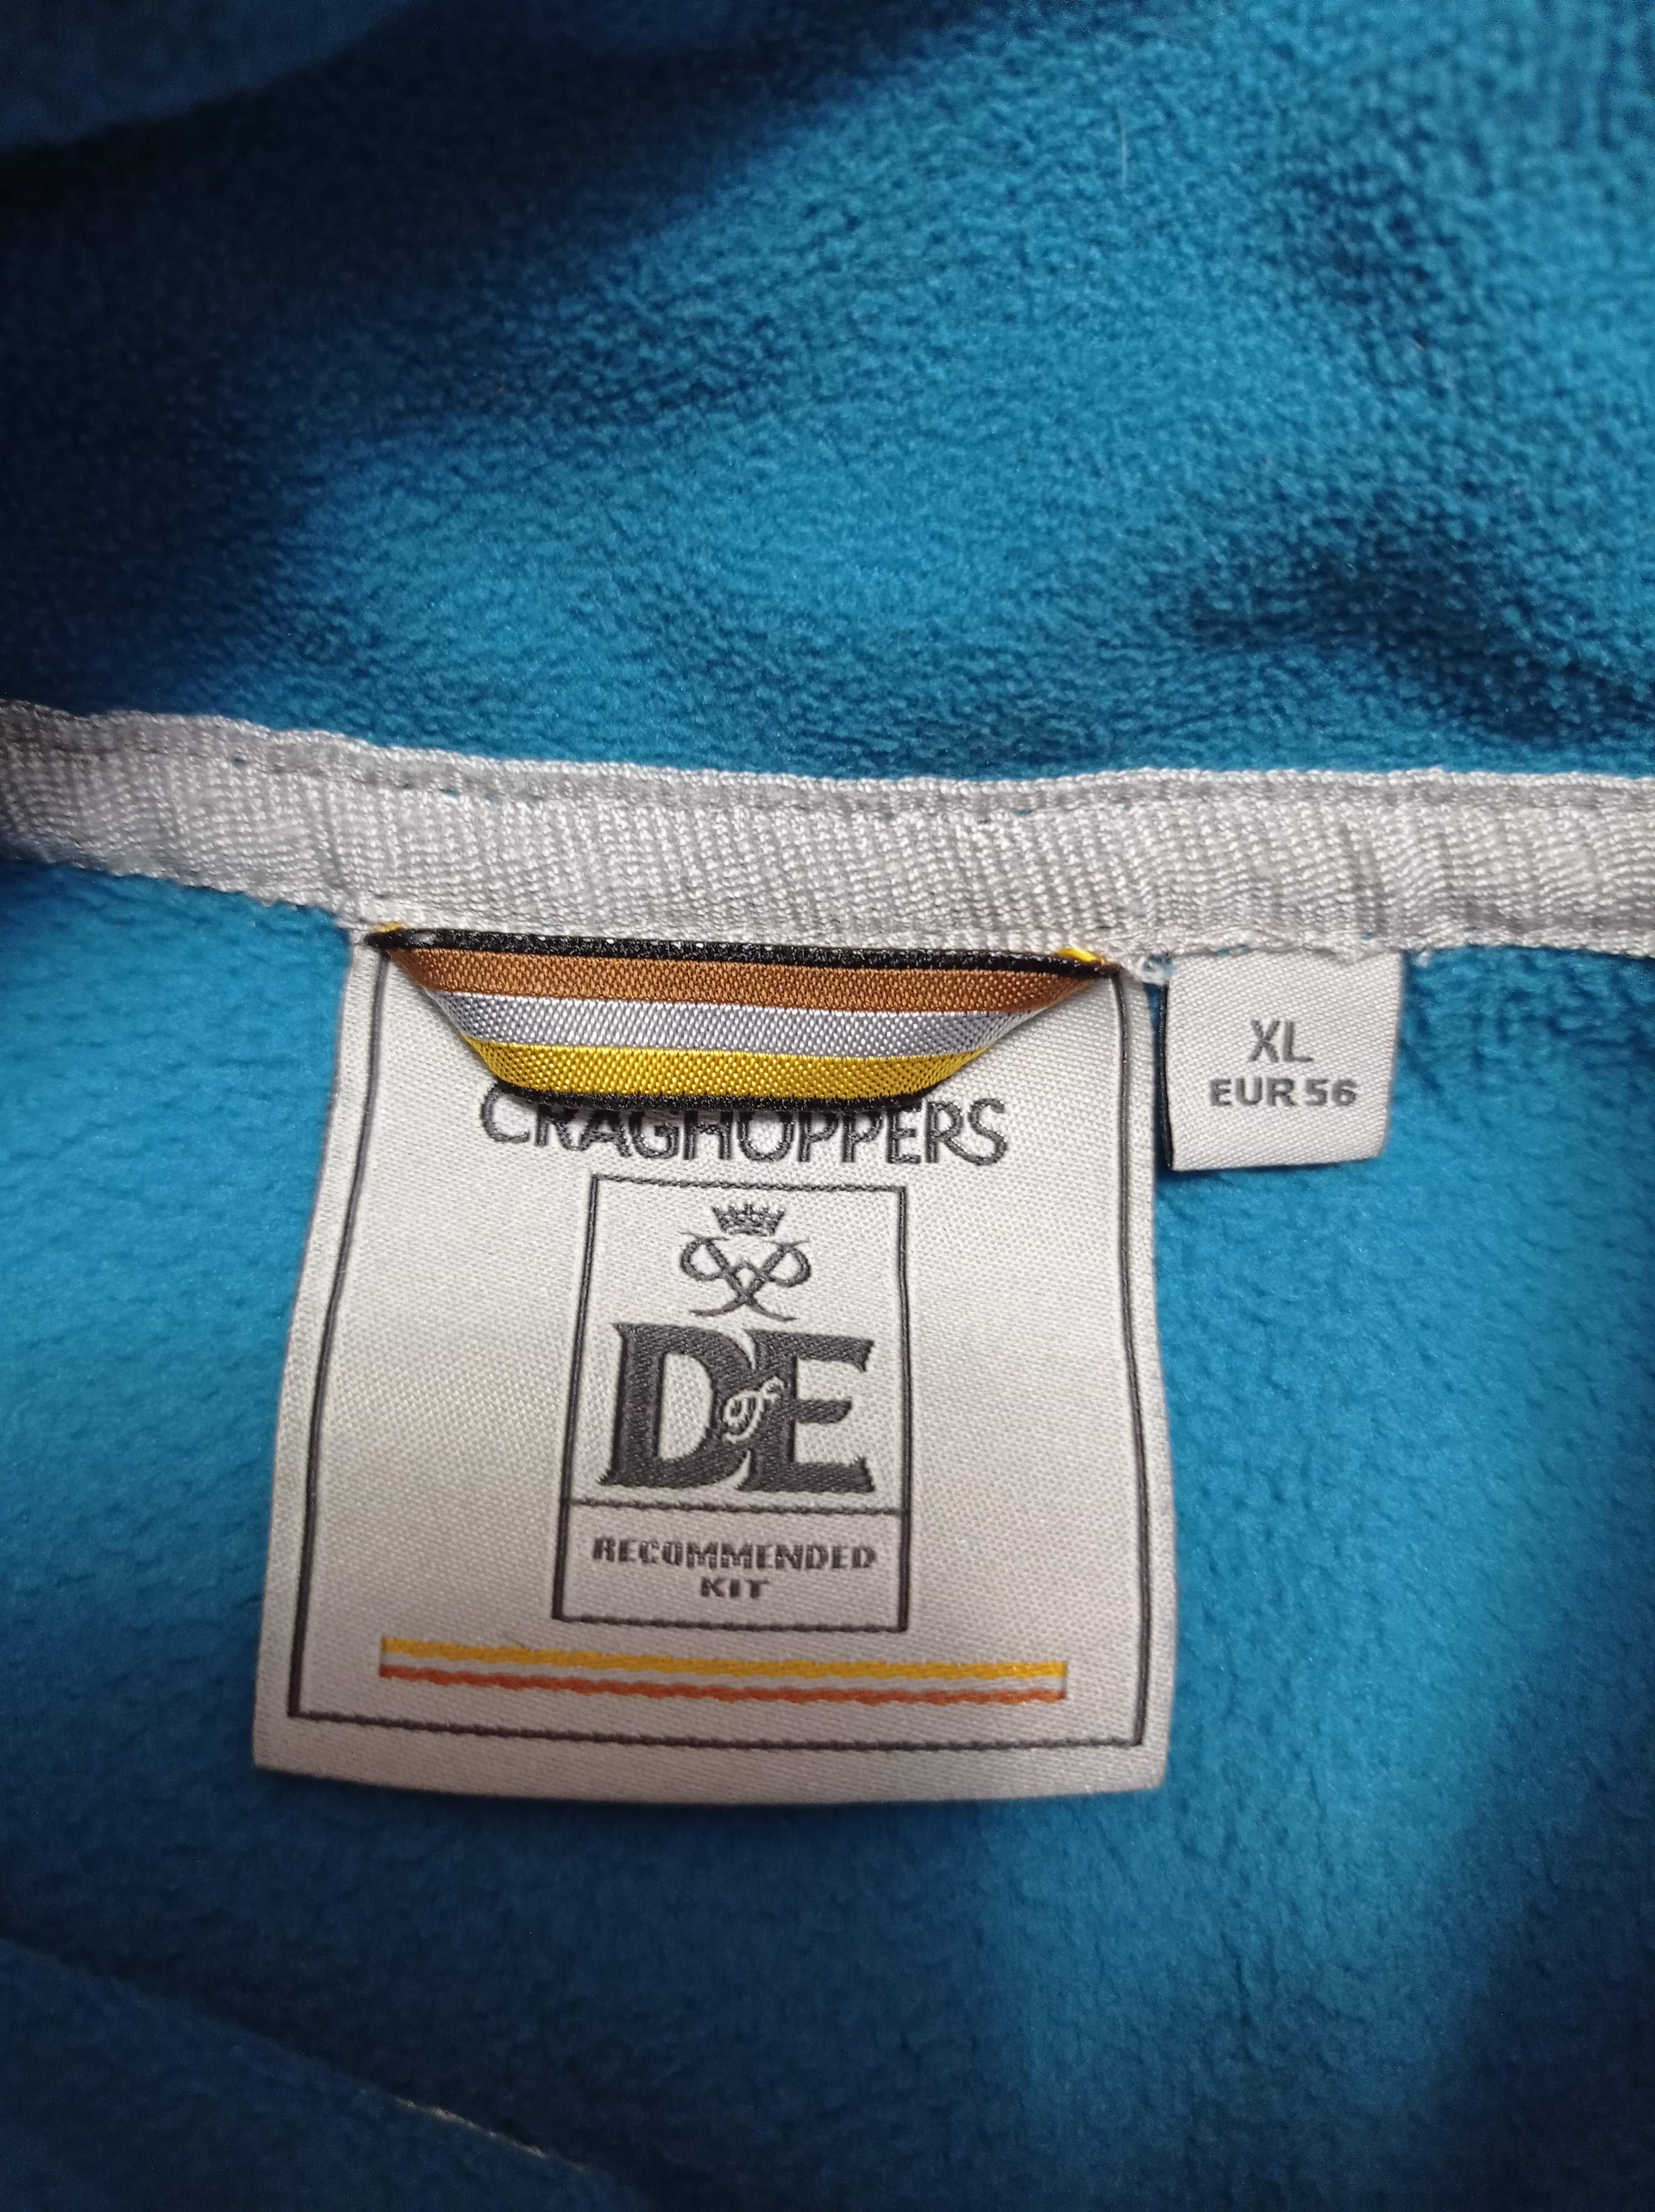 CRAGHOPPERS
XL
EUR 56
DofE
RECOMMENDED
KIT